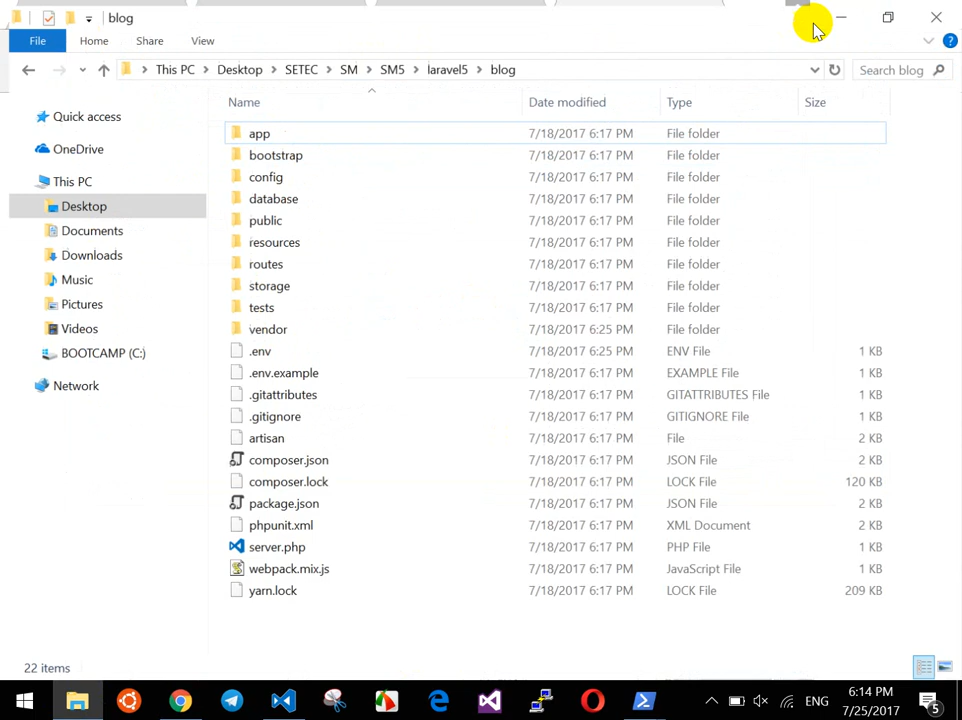 blog
File Home Share View
This PC Desktop SETEC SM SM5 laravel5 blog Search blog
Name Date modified Type Size
Quick access
OneDrive
This PC
Desktop
Documents
Downloads
Music
Pictures
Videos
BOOTCAMP (C:)
Network
app 7/18/2017 6:17 PM File folder
bootstrap 7/18/2017 6:17 PM File folder
config 7/18/2017 6:17 PM File folder
database 7/18/2017 6:17 PM File folder
public 7/18/2017 6:17 PM File folder
resources 7/18/2017 6:17 PM File folder
routes 7/18/2017 6:17 PM File folder
storage 7/18/2017 6:17 PM File folder
tests 7/18/2017 6:17 PM File folder
vendor 7/18/2017 6:25 PM File folder
.env 7/18/2017 6:25 PM ENV File 1 KB
.env.example 7/18/2017 6:17 PM EXAMPLE File 1 KB
.gitattributes 7/18/2017 6:17 PM GITATTRIBUTES File 1 KB
.gitignore 7/18/2017 6:17 PM GITIGNORE File 1 KB
artisan 7/18/2017 6:17 PM File 2 KB
composer.json 7/18/2017 6:17 PM JSON File 2 KB
composer.lock 7/18/2017 6:17 PM LOCK File 120 KB
package.json 7/18/2017 6:17 PM JSON File 2 KB
phpunit.xml 7/18/2017 6:17 PM XML Document 2 KB
server.php 7/18/2017 6:17 PM PHP File 1 KB
webpack.mix.js 7/18/2017 6:17 PM JavaScript File 1 KB
yarn.lock 7/18/2017 6:17 PM LOCK File 209 KB
22 items
ENG 6:14 PM
7/25/2017 5